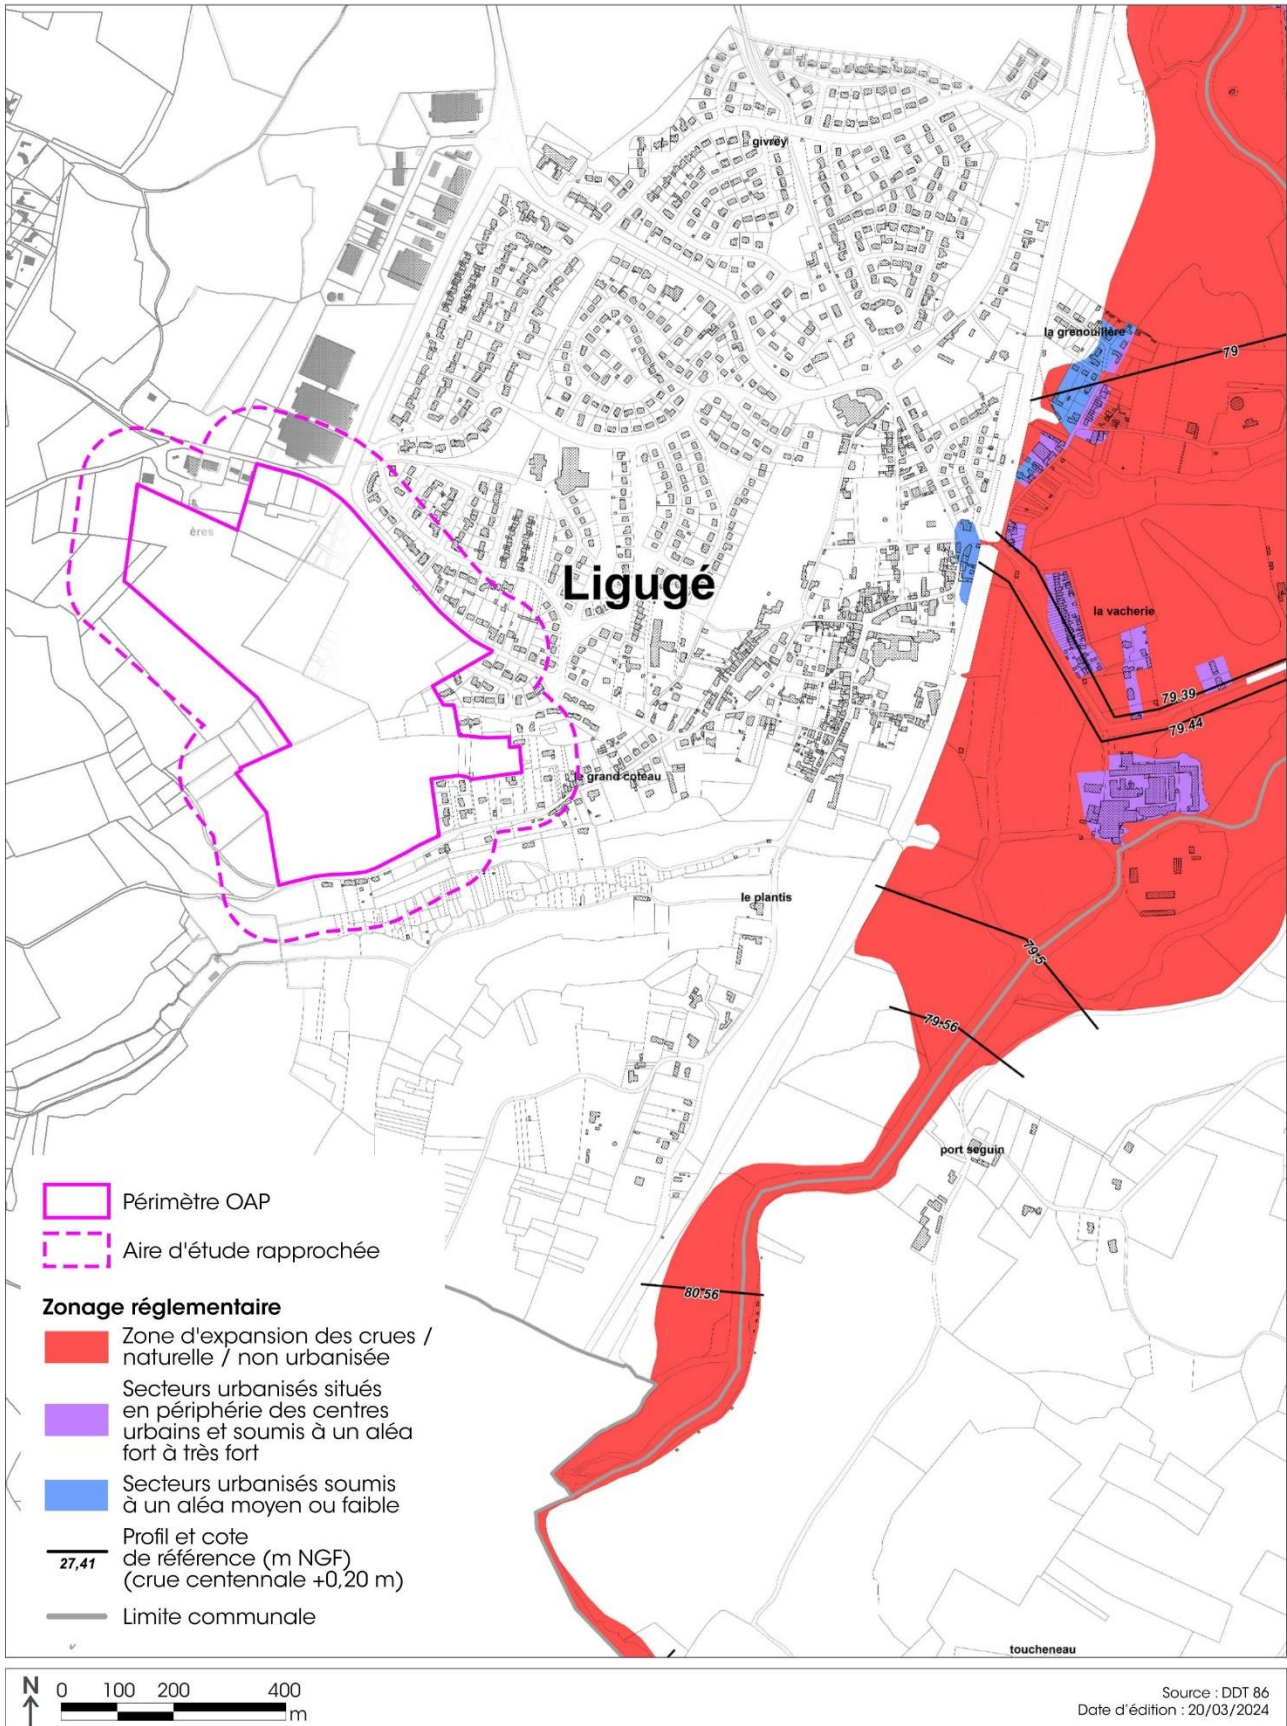 givrey
la grenouillère
79
ères
Ligugé
la vacherie
79.39
79.44
le grand coteau
le plantis
79.5
79.56
port seguin
80.56
Périmètre OAP
Aire d'étude rapprochée
Zonage réglementaire
Zone d'expansion des crues /
naturelle / non urbanisée
Secteurs urbanisés situés
en périphérie des centres
urbains et soumis à un aléa
fort à très fort
Secteurs urbanisés soumis
à un aléa moyen ou faible
Profil et cote
27,41 de référence (m NGF)
(crue centennale +0,20 m)
Limite communale
toucheneau
N 0 100 200 400
m
Source : DDT 86
Date d'édition : 20/03/2024